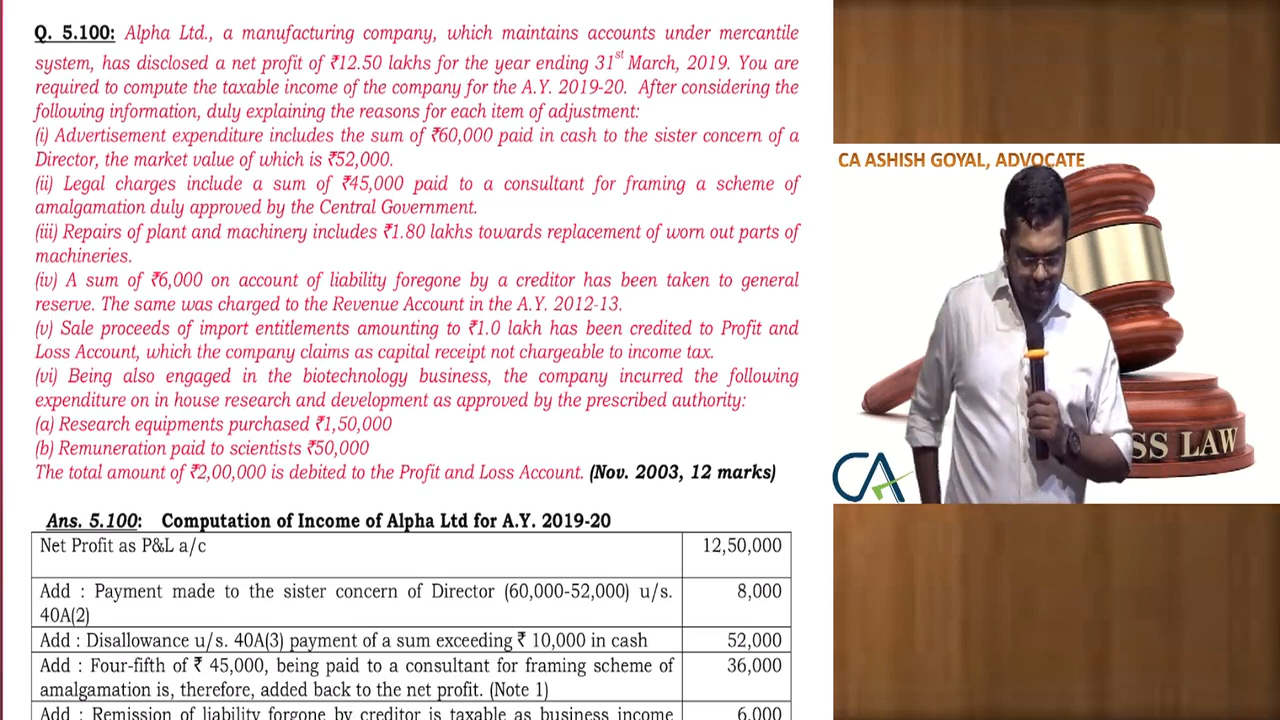 Q. 5.100: Alpha Ltd., a manufacturing company, which maintains accounts under mercantile
system, has disclosed a net profit of ₹12.50 lakhs for the year ending 31st March, 2019. You are
required to compute the taxable income of the company for the A.Y. 2019-20. After considering the
following information, duly explaining the reasons for each item of adjustment:
(i) Advertisement expenditure includes the sum of ₹60,000 paid in cash to the sister concern of a
Director, the market value of which is ₹52,000.
(ii) Legal charges include a sum of ₹45,000 paid to a consultant for framing a scheme of
amalgamation duly approved by the Central Government.
(iii) Repairs of plant and machinery includes ₹1.80 lakhs towards replacement of worn out parts of
machineries.
(iv) A sum of ₹6,000 on account of liability foregone by a creditor has been taken to general
reserve. The same was charged to the Revenue Account in the A.Y. 2012-13.
(v) Sale proceeds of import entitlements amounting to ₹1.0 lakh has been credited to Profit and
Loss Account, which the company claims as capital receipt not chargeable to income tax.
(vi) Being also engaged in the biotechnology business, the company incurred the following
expenditure on in house research and development as approved by the prescribed authority:
(a) Research equipments purchased ₹1,50,000
(b) Remuneration paid to scientists ₹50,000
The total amount of ₹2,00,000 is debited to the Profit and Loss Account. (Nov. 2003, 12 marks)
Ans. 5.100: Computation of Income of Alpha Ltd for A.Y. 2019-20
Net Profit as P&L a/c 12,50,000
Add : Payment made to the sister concern of Director (60,000-52,000) u/s. 8,000
40A(2)
Add : Disallowance u/s. 40A(3) payment of a sum exceeding ₹ 10,000 in cash 52,000
Add : Four-fifth of ₹ 45,000, being paid to a consultant for framing scheme of 36,000
amalgamation is, therefore, added back to the net profit. (Note 1)
Add : Remission of liability forgone by creditor is taxable as business income 6,000
CA ASHISH GOYAL, ADVOCATE
SS LAW
CA